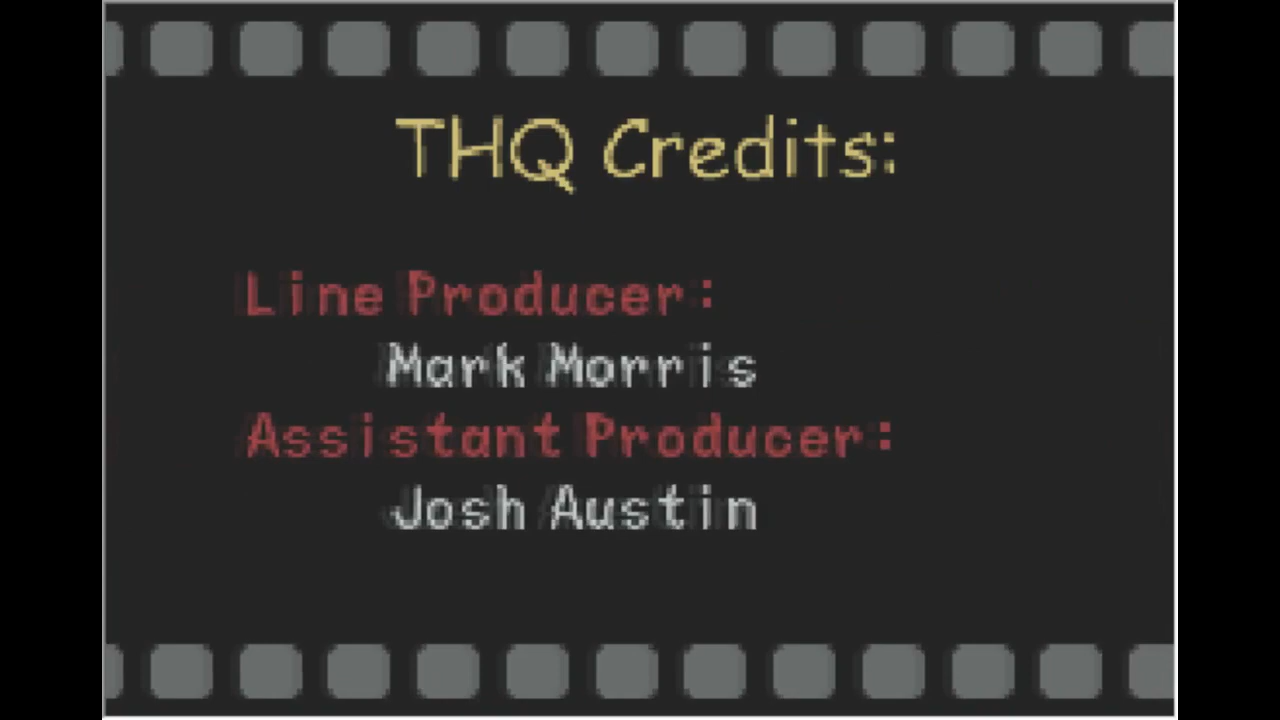 THQ Credits:
Line Producer:
Mark Morris
Assistant Producer:
Josh Austin